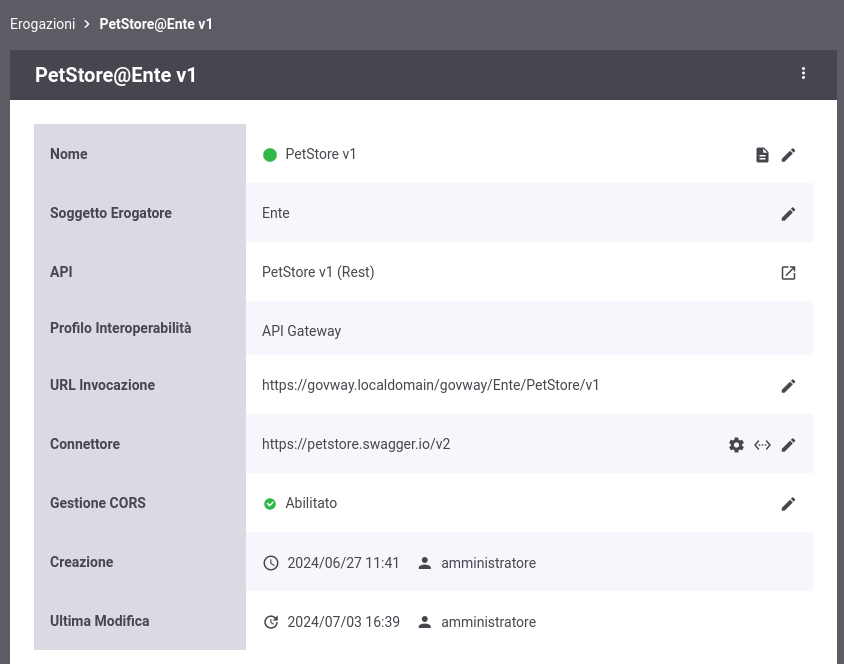 Erogazioni > PetStore@Ente v1
PetStore@Ente v1
Nome PetStore v1
Soggetto Erogatore Ente
API PetStore v1 (Rest)
Profilo Interoperabilità API Gateway
URL Invocazione https://govway.localdomain/govway/Ente/PetStore/v1
Connettore https://petstore.swagger.io/v2
Gestione CORS Abilitato
Creazione 2024/06/27 11:41 amministratore
Ultima Modifica 2024/07/03 16:39 amministratore